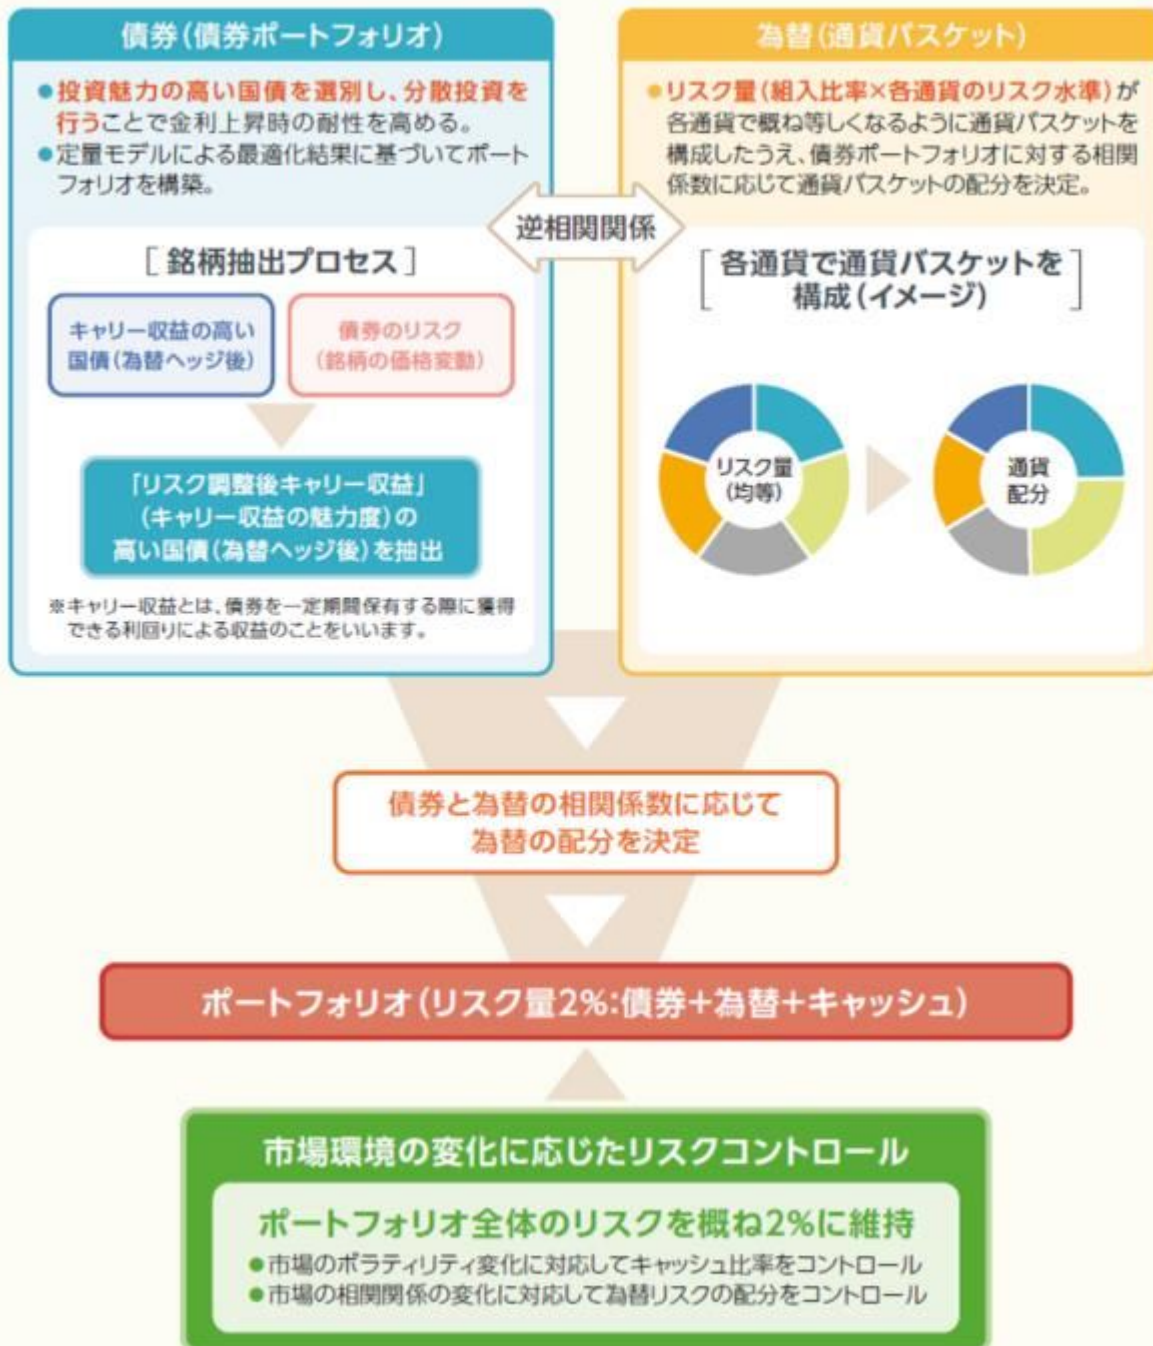 債券(債券ポートフォリオ)
●投資魅力の高い国債を選別し、分散投資を
行うことで金利上昇時の耐性を高める。
●定量モデルによる最適化結果に基づいてポート
フォリオを構築。
[銘柄抽出プロセス]
キャリー収益の高い
国債(為替ヘッジ後)
債券のリスク
(銘柄の価格変動)
「リスク調整後キャリー収益」
(キャリー収益の魅力度)の
高い国債(為替ヘッジ後)を抽出
※キャリー収益とは、債券を一定期間保有する際に獲得
できる利回りによる収益のことをいいます。
逆相関関係
為替(通貨バスケット)
●リスク量(組入比率×各通貨のリスク水準)が
各通貨で概ね等しくなるように通貨バスケットを
構成したうえ、債券ポートフォリオに対する相関
係数に応じて通貨バスケットの配分を決定。
[各通貨で通貨バスケットを
構成(イメージ)]
リスク量
(均等)
通貨
配分
債券と為替の相関係数に応じて
為替の配分を決定
ポートフォリオ(リスク量2%:債券+為替+キャッシュ)
市場環境の変化に応じたリスクコントロール
ポートフォリオ全体のリスクを概ね2%に維持
●市場のボラティリティ変化に対応してキャッシュ比率をコントロール
●市場の相関関係の変化に対応して為替リスクの配分をコントロール